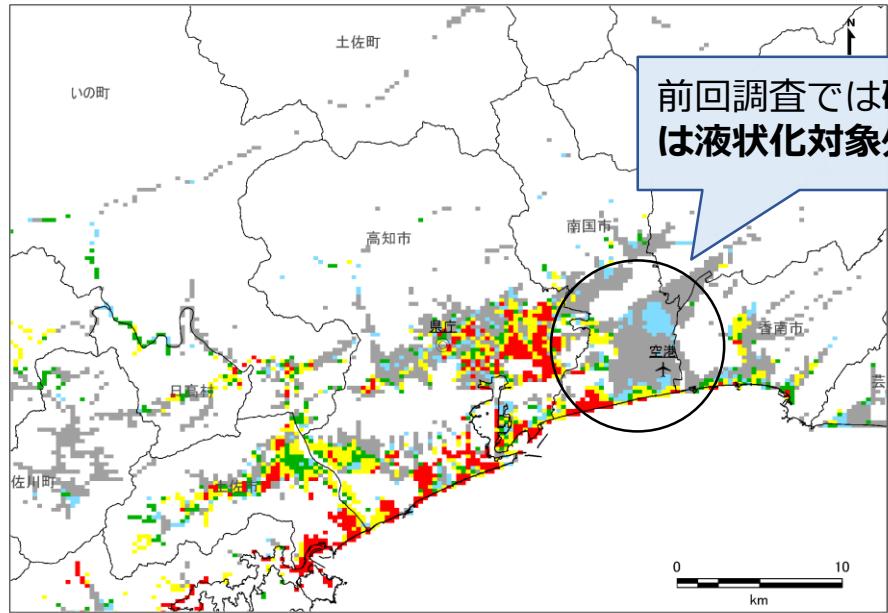 土佐町
N
いの町
前回調査では
は液状化対象
南国市
高知市
県庁
香南市
空港
日高村
芸
佐川町
土佐市
0 10
km